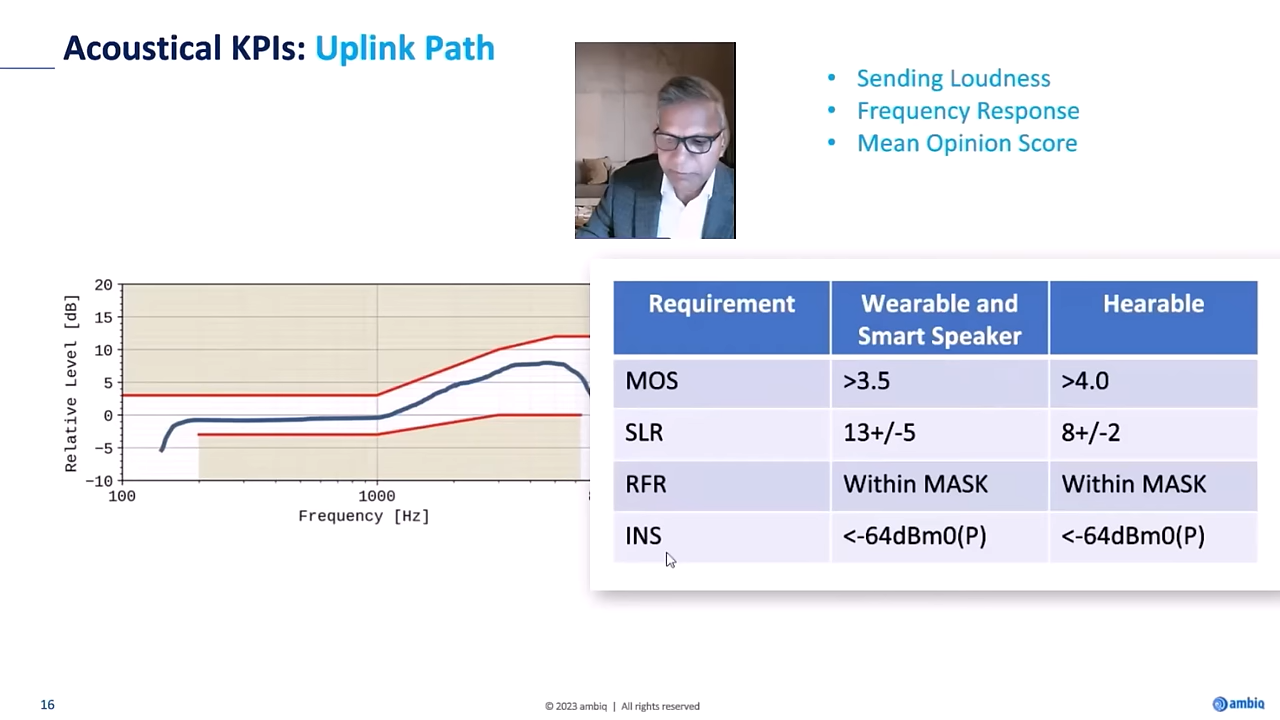 Acoustical KPIs: Uplink Path
• Sending Loudness
• Frequency Response
• Mean Opinion Score
Relative Level [dB]
20
15
10
5
0
−5
−10
100
1000
Frequency [Hz]
Requirement
Wearable and
Smart Speaker
Hearable
MOS >3.5 >4.0
SLR 13+/-5 8+/-2
RFR Within MASK Within MASK
INS <-64dBm0(P) <-64dBm0(P)
16
© 2023 ambiq | All rights reserved
ambiq